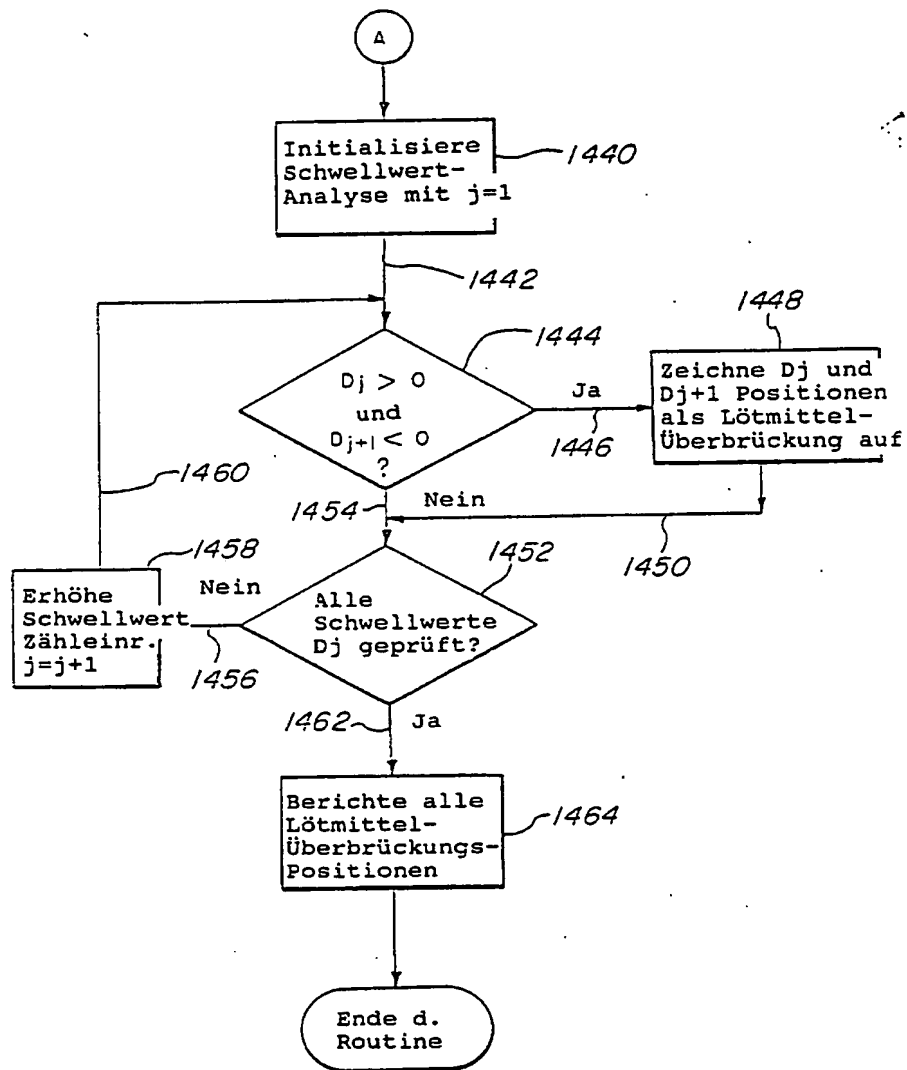 A
Initialisiere
Schwellwert-
Analyse mit j=1
1440
1442
1444
Dj > 0
und
Dj+1 < 0
?
Ja
1446
1448
Zeichne Dj und
Dj+1 Positionen
als Lötmittel-
Überbrückung auf
1460
1454
Nein
1450
1458
Erhöhe
Schwellwert
Zähleinr.
j=j+1
Nein
1456
1452
Alle
Schwellwerte
Dj geprüft?
1462
Ja
Berichte alle
Lötmittel-
Überbrückungs-
Positionen
1464
Ende d.
Routine